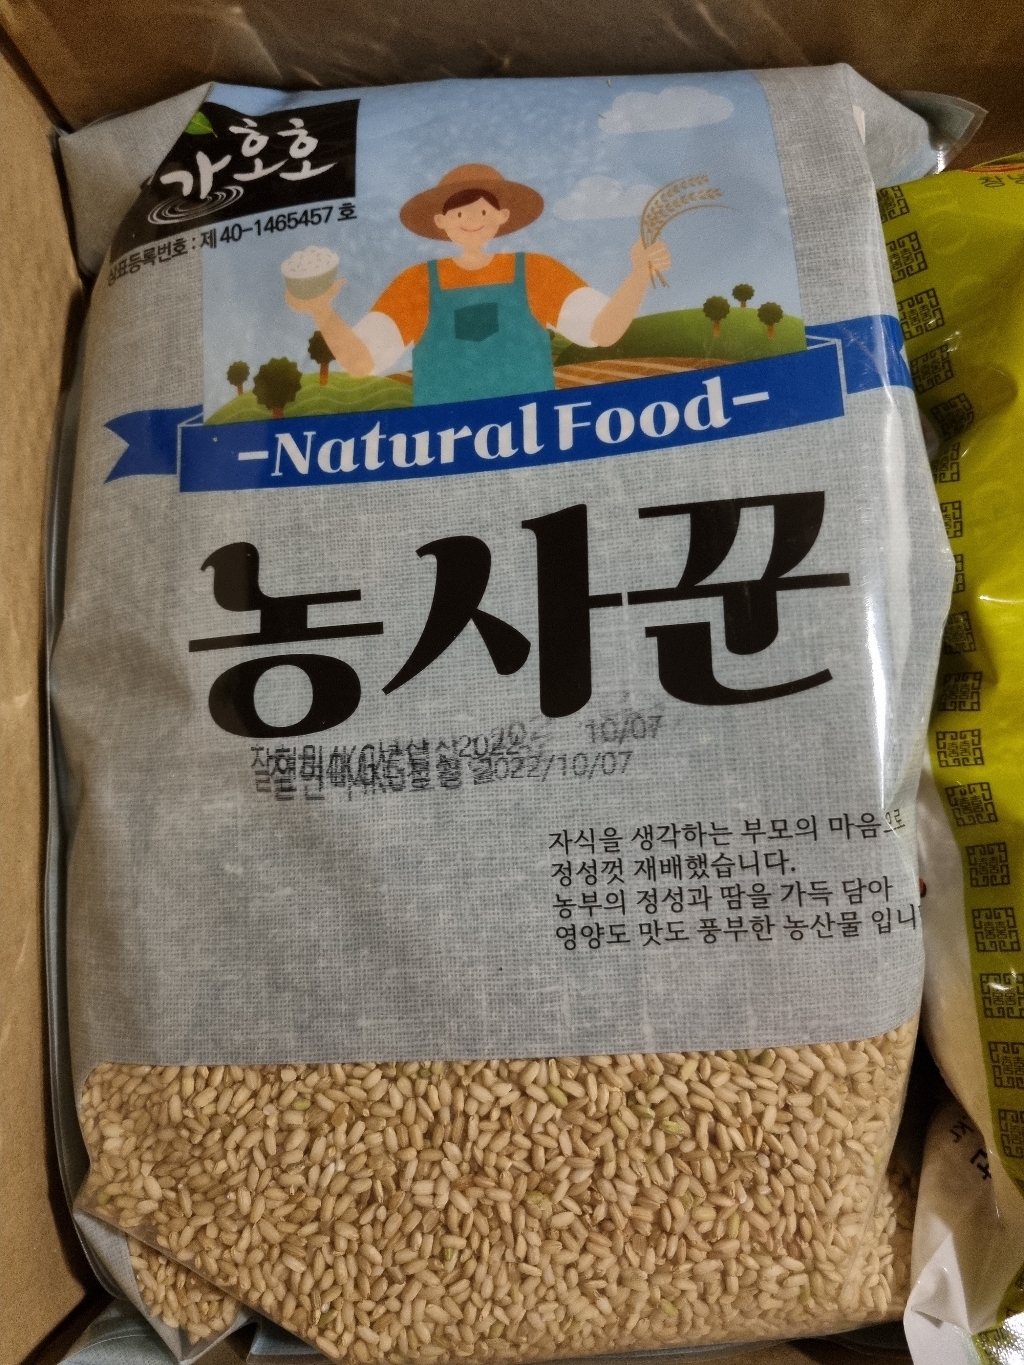 강호호
상표등록번호 : 제 40-1465457 호
-Natural Food-
농사꾼
10/07
2022/10/07
자식을 생각하는 부모의 마음으로
정성껏 재배했습니다.
농부의 정성과 땀을 가득 담아
영양도 맛도 풍부한 농산물 입니